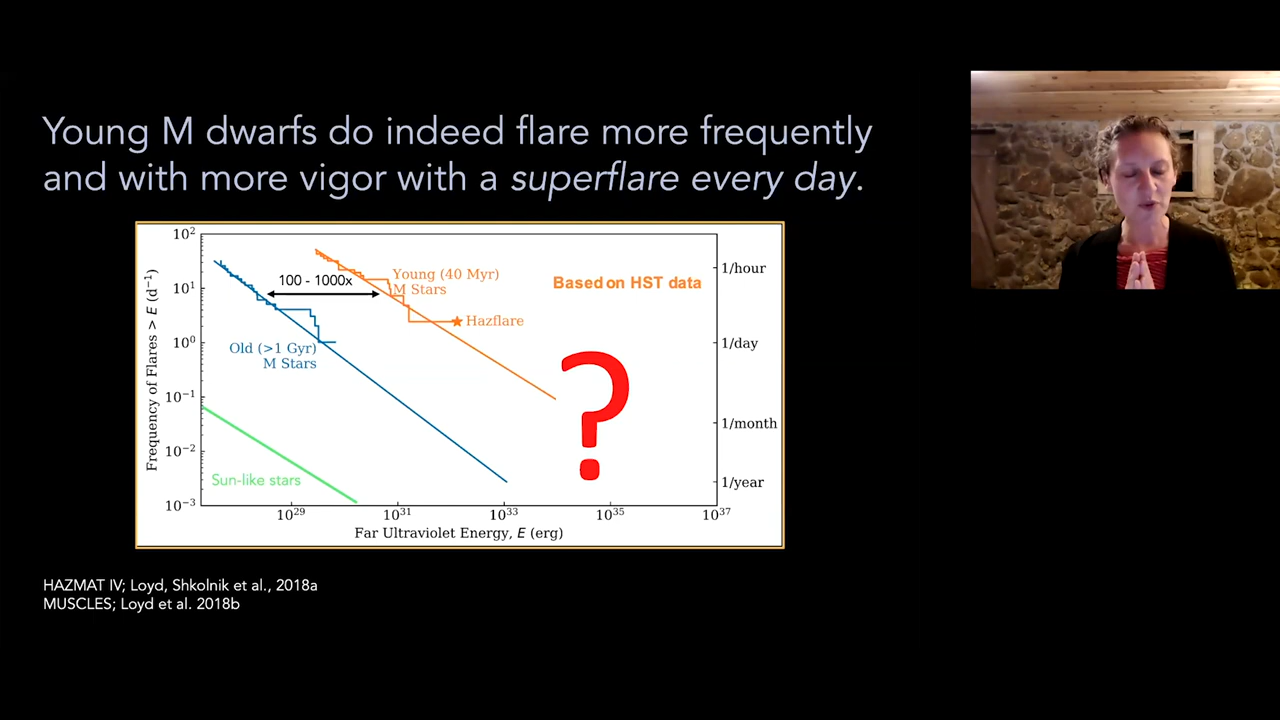 Young M dwarfs do indeed flare more frequently
and with more vigor with a superflare every day.
10²
10¹
10⁰
10⁻¹
10⁻²
10⁻³
Frequency of Flares > E (d⁻¹)
100 - 1000x
Young (40 Myr)
M Stars
Based on HST data
Hazflare
Old (>1 Gyr)
M Stars
?
Sun-like stars
1/hour
1/day
1/month
1/year
10²⁹
10³¹
10³³
10³⁵
10³⁷
Far Ultraviolet Energy, E (erg)
HAZMAT IV; Loyd, Shkolnik et al., 2018a
MUSCLES; Loyd et al. 2018b